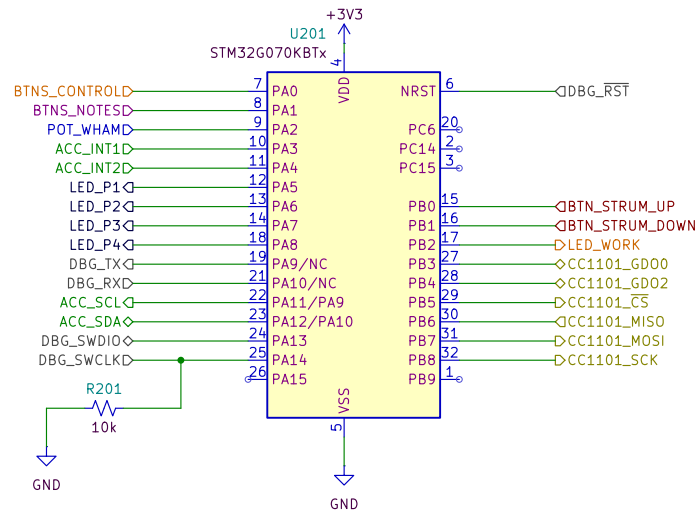 +3V3
U201
STM32G070KBTx
4
VDD
BTNS_CONTROL 7 PA0 NRST 6 DBG_RST
BTNS_NOTES 8 PA1
POT_WHAM 9 PA2 PC6 20
ACC_INT1 10 PA3 PC14 2
ACC_INT2 11 PA4 PC15 3
LED_P1 12 PA5
LED_P2 13 PA6 PB0 15 BTN_STRUM_UP
LED_P3 14 PA7 PB1 16 BTN_STRUM_DOWN
LED_P4 18 PA8 PB2 17 LED_WORK
DBG_TX 19 PA9/NC PB3 27 CC1101_GDO0
DBG_RX 21 PA10/NC PB4 28 CC1101_GDO2
ACC_SCL 22 PA11/PA9 PB5 29 CC1101_CS
ACC_SDA 23 PA12/PA10 PB6 30 CC1101_MISO
DBG_SWDIO 24 PA13 PB7 31 CC1101_MOSI
DBG_SWCLK 25 PA14 PB8 32 CC1101_SCK
26 PA15 PB9 1
R201
10k
VSS
5
GND
GND